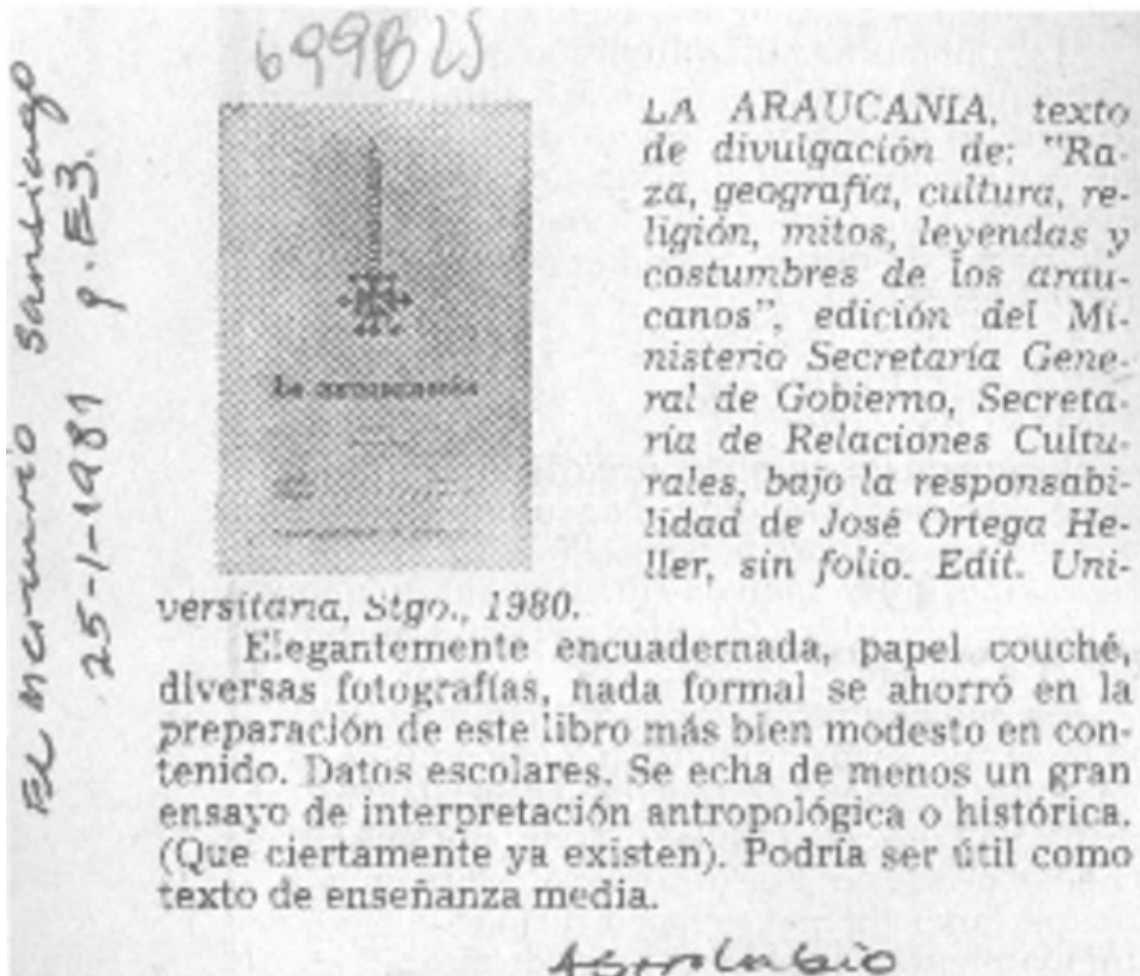 699825
El Mercurio Santiago
25-1-1981 p. E3.
La araucanía
LA ARAUCANIA, texto
de divulgación de: "Ra-
za, geografía, cultura, re-
ligión, mitos, leyendas y
costumbres de los arau-
canos", edición del Mi-
nisterio Secretaría Gene-
ral de Gobierno, Secreta-
ría de Relaciones Cultu-
rales, bajo la responsabi-
lidad de José Ortega He-
ller, sin folio. Edit. Uni-
versitaria, Stgo., 1980.
Elegantemente encuadernada, papel couché,
diversas fotografías, nada formal se ahorró en la
preparación de este libro más bien modesto en con-
tenido. Datos escolares. Se echa de menos un gran
ensayo de interpretación antropológica o histórica.
(Que ciertamente ya existen). Podría ser útil como
texto de enseñanza media.